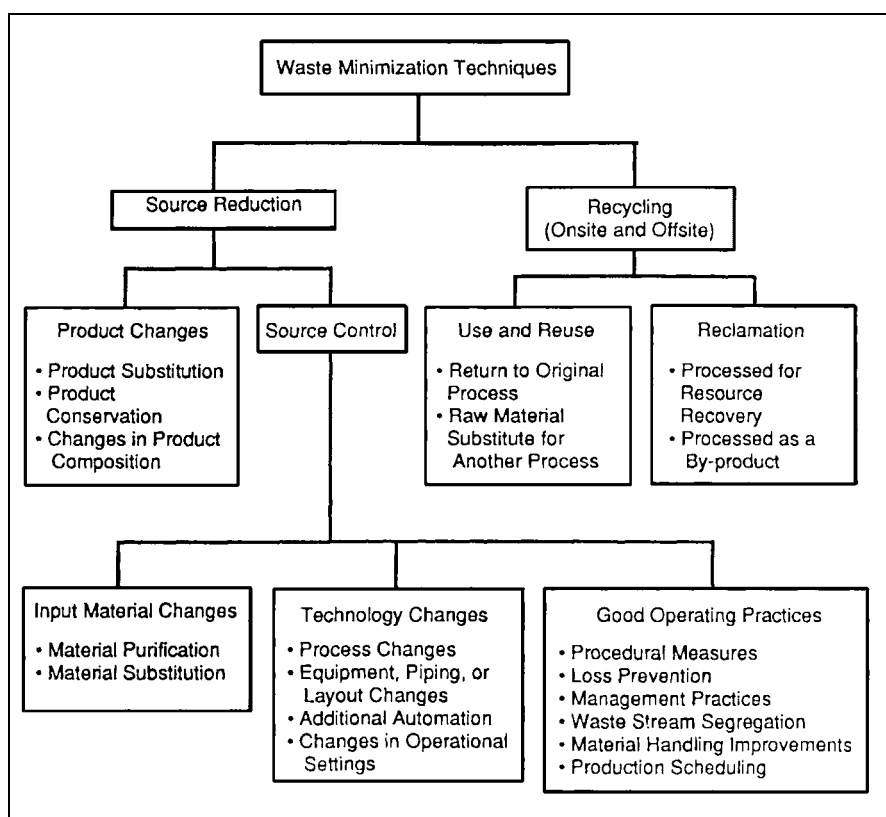 Waste Minimization Techniques
Source Reduction
Recycling
(Onsite and Offsite)
Product Changes
• Product Substitution
• Product
Conservation
• Changes in Product
Composition
Source Control
Use and Reuse
• Return to Original
Process
• Raw Material
Substitute for
Another Process
Reclamation
• Processed for
Resource
Recovery
• Processed as a
By-product
Input Material Changes
• Material Purification
• Material Substitution
Technology Changes
• Process Changes
• Equipment, Piping, or
Layout Changes
• Additional Automation
• Changes in Operational
Settings
Good Operating Practices
• Procedural Measures
• Loss Prevention
• Management Practices
• Waste Stream Segregation
• Material Handling Improvements
• Production Scheduling